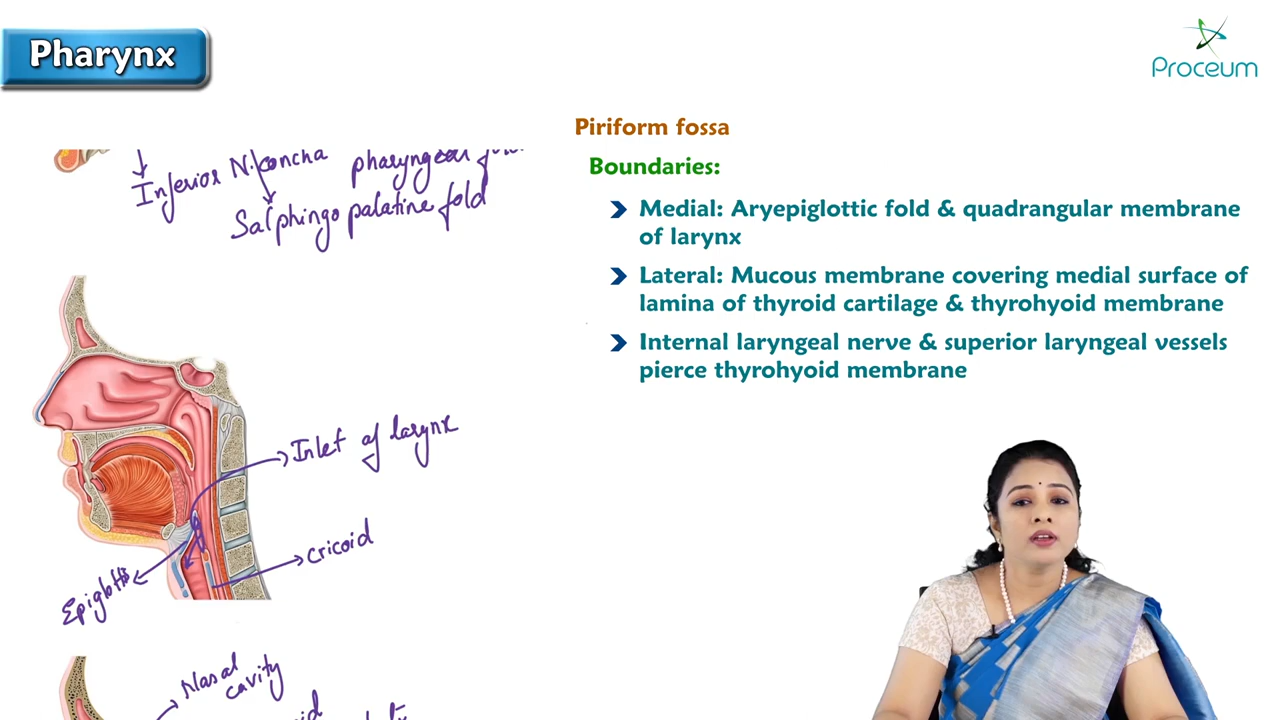 Pharynx
Proceum
Inferior N. concha
pharyngeal fold
Salphingo palatine fold
Inlet of larynx
cricoid
Epiglottis
Nasal
cavity
Piriform fossa
Boundaries:
Medial: Aryepiglottic fold & quadrangular membrane
of larynx
Lateral: Mucous membrane covering medial surface of
lamina of thyroid cartilage & thyrohyoid membrane
Internal laryngeal nerve & superior laryngeal vessels
pierce thyrohyoid membrane